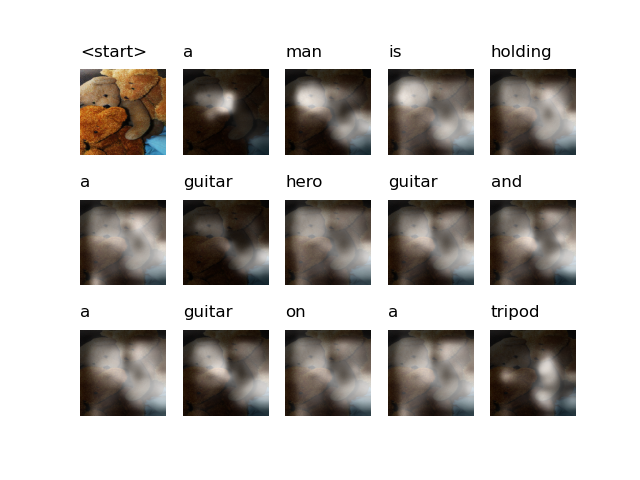 <start> a man is holding
a guitar hero guitar and
a guitar on a tripod